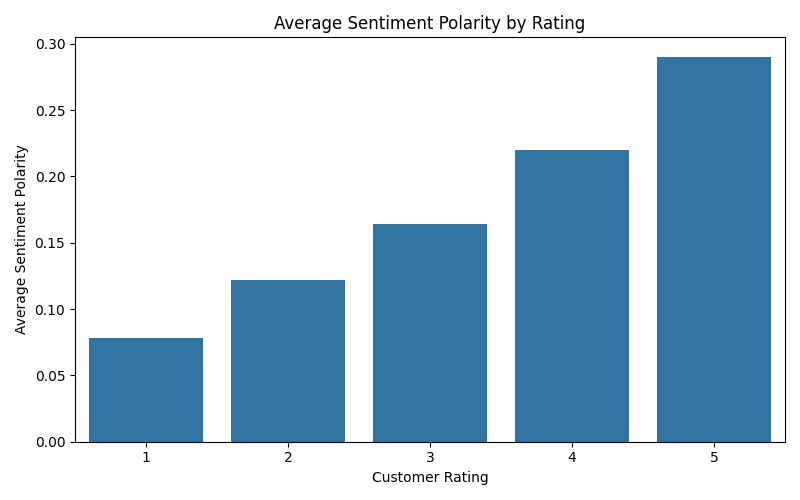 Average Sentiment Polarity by Rating
0.30
0.25
0.20
0.15
0.10
0.05
0.00
Average Sentiment Polarity
1 2 3 4 5
Customer Rating